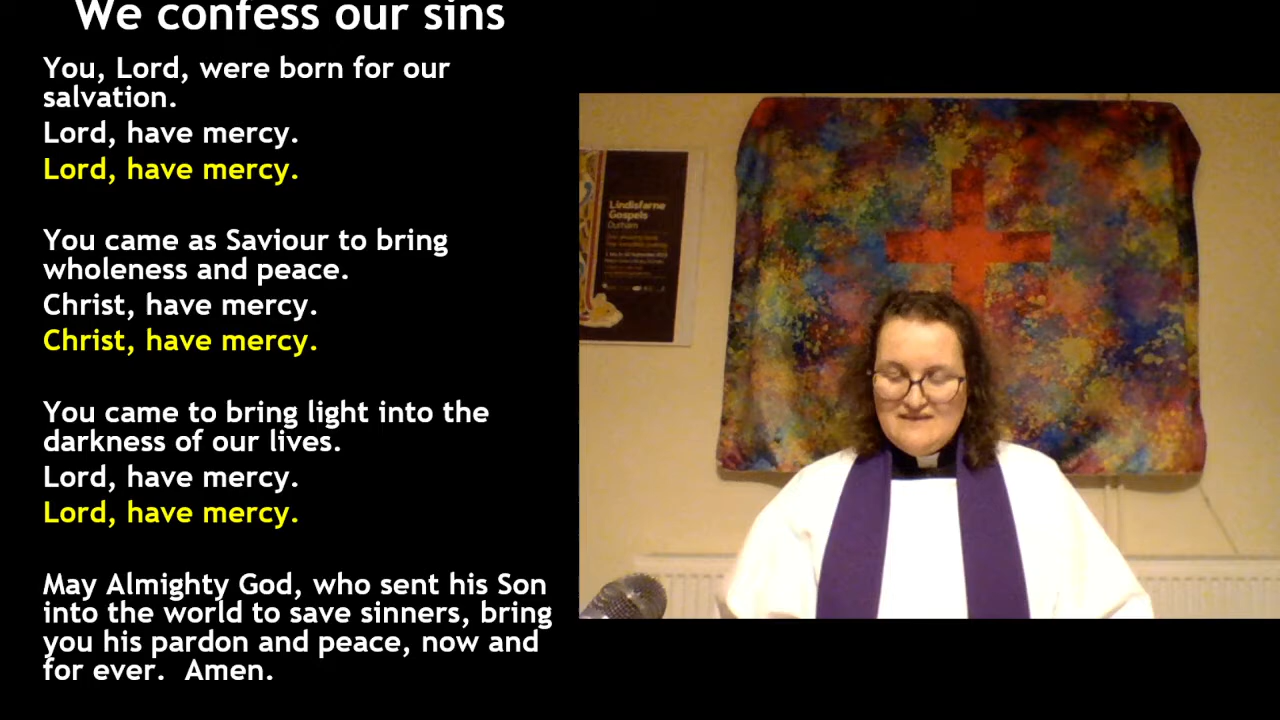 We confess our sins
You, Lord, were born for our
salvation.
Lord, have mercy.
Lord, have mercy.
You came as Saviour to bring
wholeness and peace.
Christ, have mercy.
Christ, have mercy.
You came to bring light into the
darkness of our lives.
Lord, have mercy.
Lord, have mercy.
May Almighty God, who sent his Son
into the world to save sinners, bring
you his pardon and peace, now and
for ever.  Amen.
Lindisfarne
Gospels
Durham